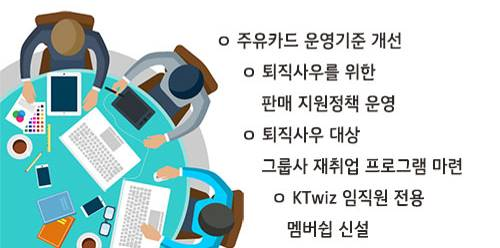 ㅇ 주유카드 운영기준 개선
ㅇ 퇴직사우를 위한
판매 지원정책 운영
ㅇ 퇴직사우 대상
그룹사 재취업 프로그램 마련
ㅇ KTwiz 임직원 전용
멤버쉽 신설